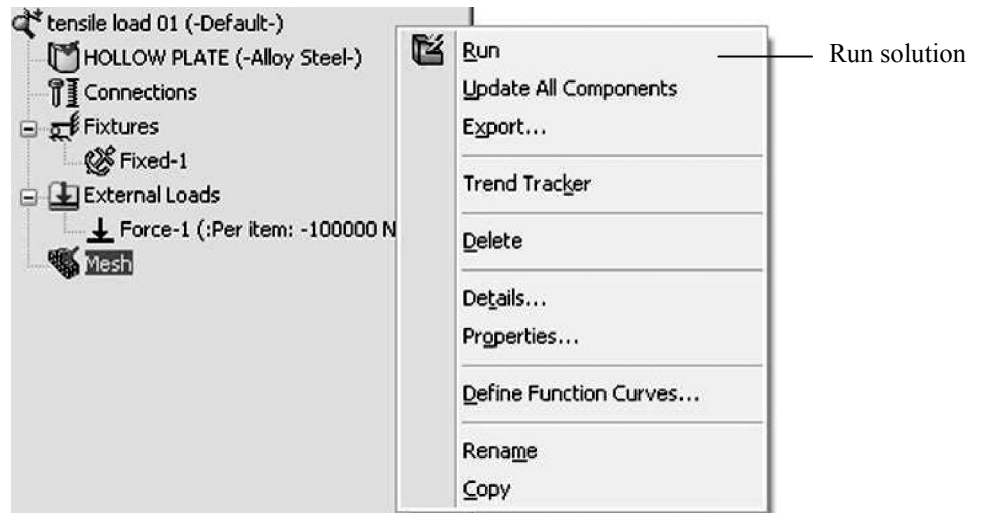 tensile load 01 (-Default-)
HOLLOW PLATE (-Alloy Steel-)
Connections
Fixtures
Fixed-1
External Loads
Force-1 (:Per item: -100000 N
Mesh
Run
Update All Components
Export...
Trend Tracker
Delete
Details...
Properties...
Define Function Curves...
Rename
Copy
Run solution